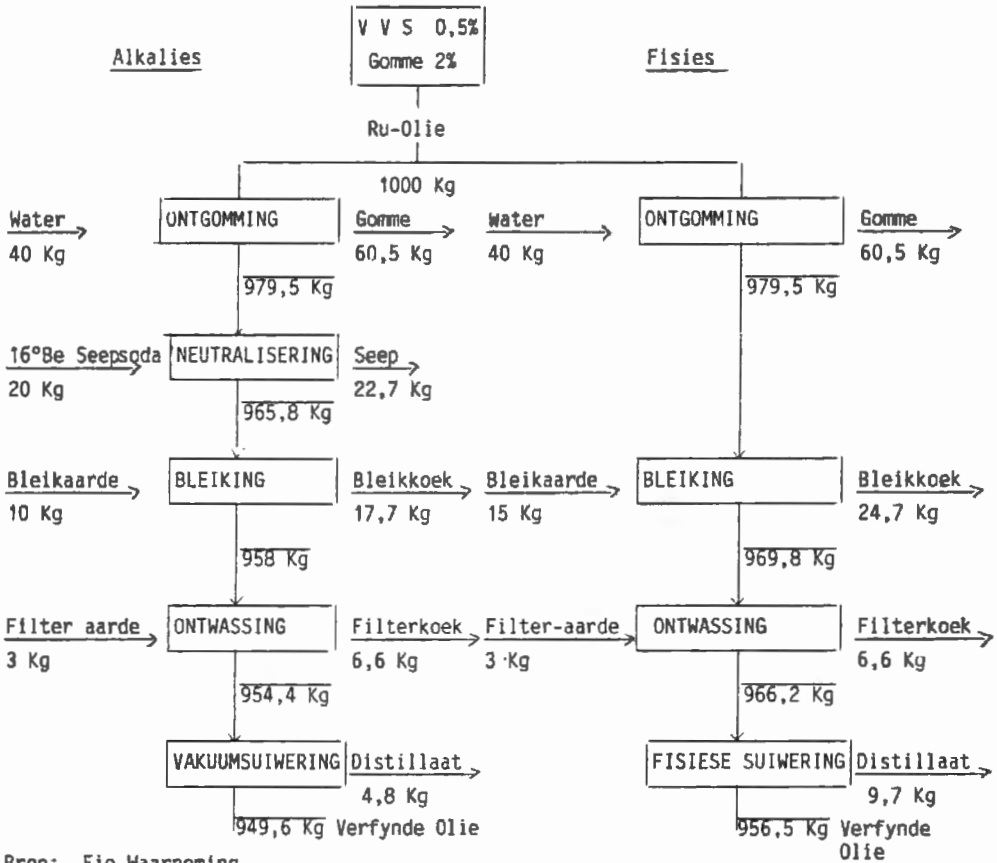 V V S 0,5%
Gomme 2%
Alkalies
Fisies
Ru-Olie
1000 Kg
Water
40 Kg
ONTGOMMING
Gomme
60,5 Kg
Water
40 Kg
ONTGOMMING
Gomme
60,5 Kg
979,5 Kg
979,5 Kg
16°Be Seepsoda
20 Kg
NEUTRALISERING
Seep
22,7 Kg
965,8 Kg
Bleikaarde
10 Kg
BLEIKING
Bleikkoek
17,7 Kg
Bleikaarde
15 Kg
BLEIKING
Bleikkoek
24,7 Kg
958 Kg
969,8 Kg
Filter aarde
3 Kg
ONTWASSING
Filterkoek
6,6 Kg
Filter-aarde
3 Kg
ONTWASSING
Filterkoek
6,6 Kg
954,4 Kg
966,2 Kg
VAKUUMSUIWERING
Distillaat
4,8 Kg
FISIESE SUIWERING
Distillaat
9,7 Kg
949,6 Kg Verfynde Olie
956,5 Kg Verfynde
Olie
Bron: Eie Waarneming